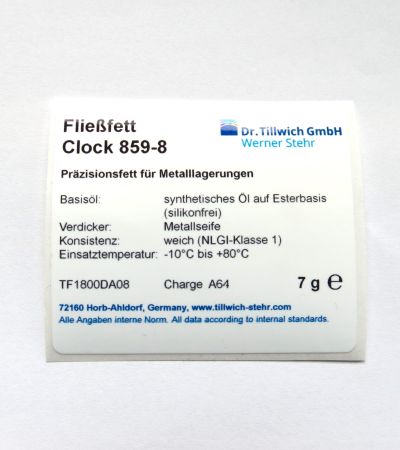 Fließfett
Clock 859-8
Dr. Tillwich GmbH
Werner Stehr
Präzisionsfett für Metalllagerungen
Basisöl: synthetisches Öl auf Esterbasis
(silikonfrei)
Verdicker: Metallseife
Konsistenz: weich (NLGI-Klasse 1)
Einsatztemperatur: -10°C bis +80°C
TF1800DA08 Charge A64 7 g ℮
72160 Horb-Ahldorf, Germany, www.tillwich-stehr.com
Alle Angaben interne Norm. All data according to internal standards.